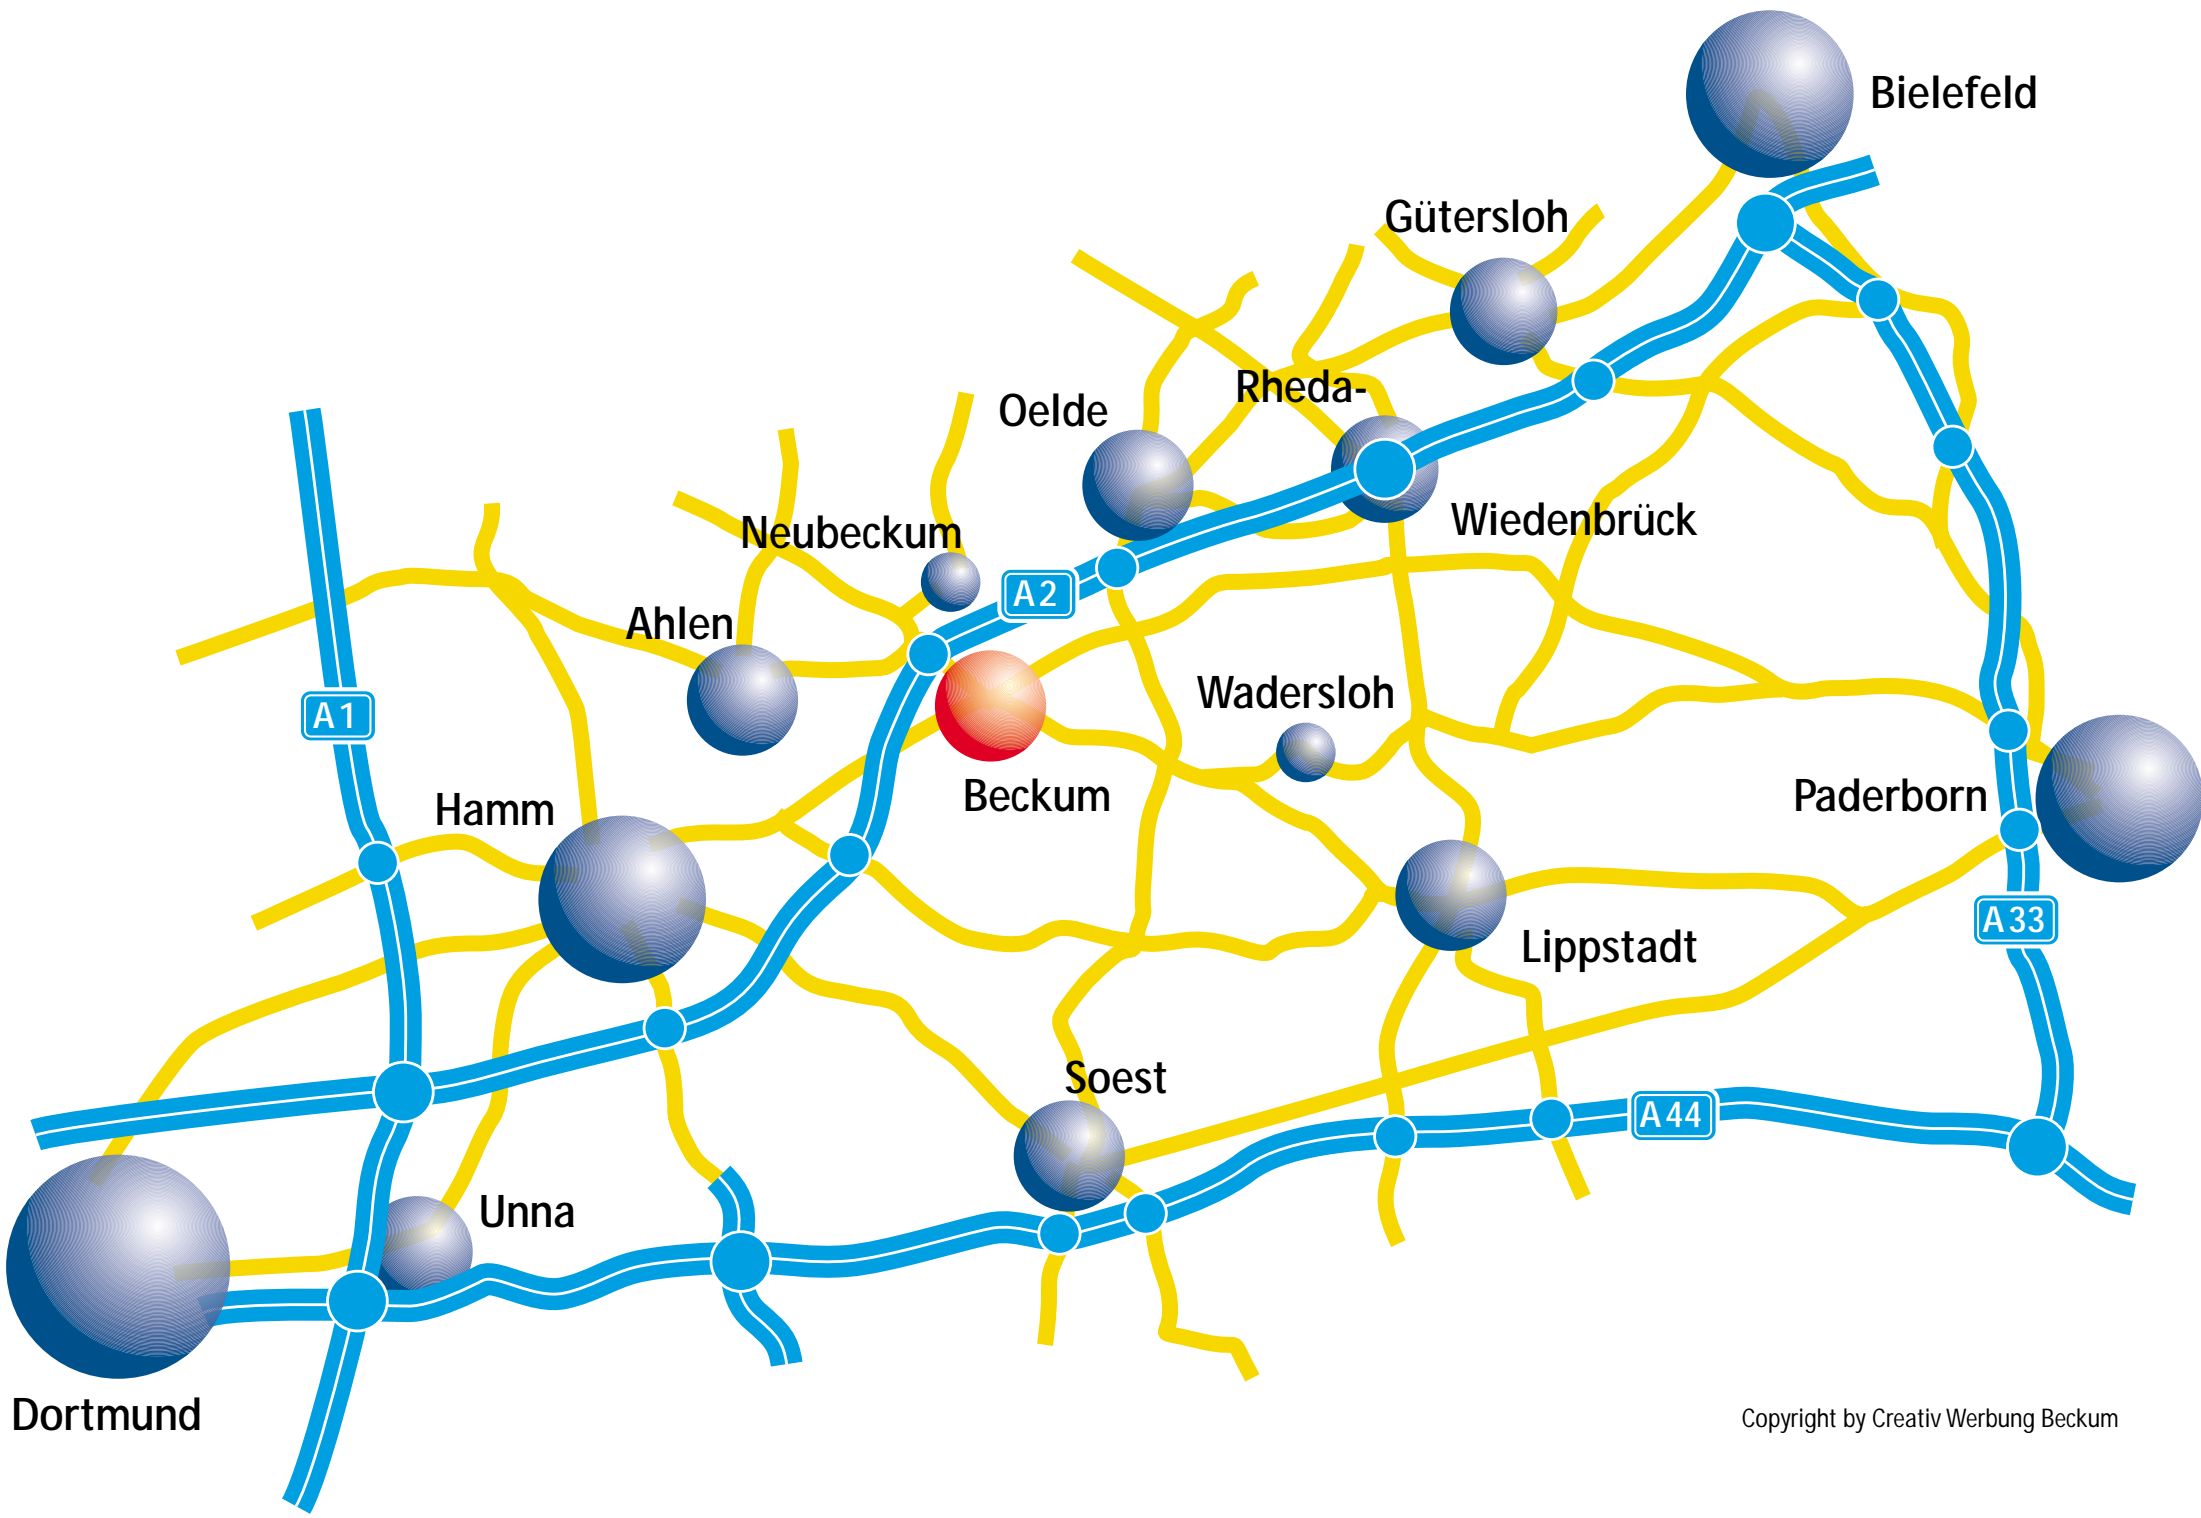 Bielefeld
Gütersloh
Rheda-
Oelde
Wiedenbrück
Neubeckum
A2
Ahlen
Wadersloh
A1
Beckum
Paderborn
Hamm
A33
Lippstadt
Soest
A44
Unna
Dortmund
Copyright by Creativ Werbung Beckum